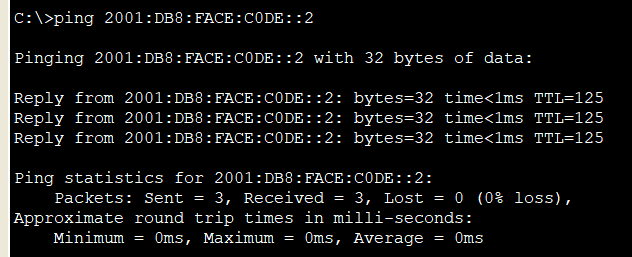 C:\>ping 2001:DB8:FACE:C0DE::2
Pinging 2001:DB8:FACE:C0DE::2 with 32 bytes of data:
Reply from 2001:DB8:FACE:C0DE::2: bytes=32 time<1ms TTL=125
Reply from 2001:DB8:FACE:C0DE::2: bytes=32 time<1ms TTL=125
Reply from 2001:DB8:FACE:C0DE::2: bytes=32 time<1ms TTL=125
Ping statistics for 2001:DB8:FACE:C0DE::2:
    Packets: Sent = 3, Received = 3, Lost = 0 (0% loss),
Approximate round trip times in milli-seconds:
    Minimum = 0ms, Maximum = 0ms, Average = 0ms